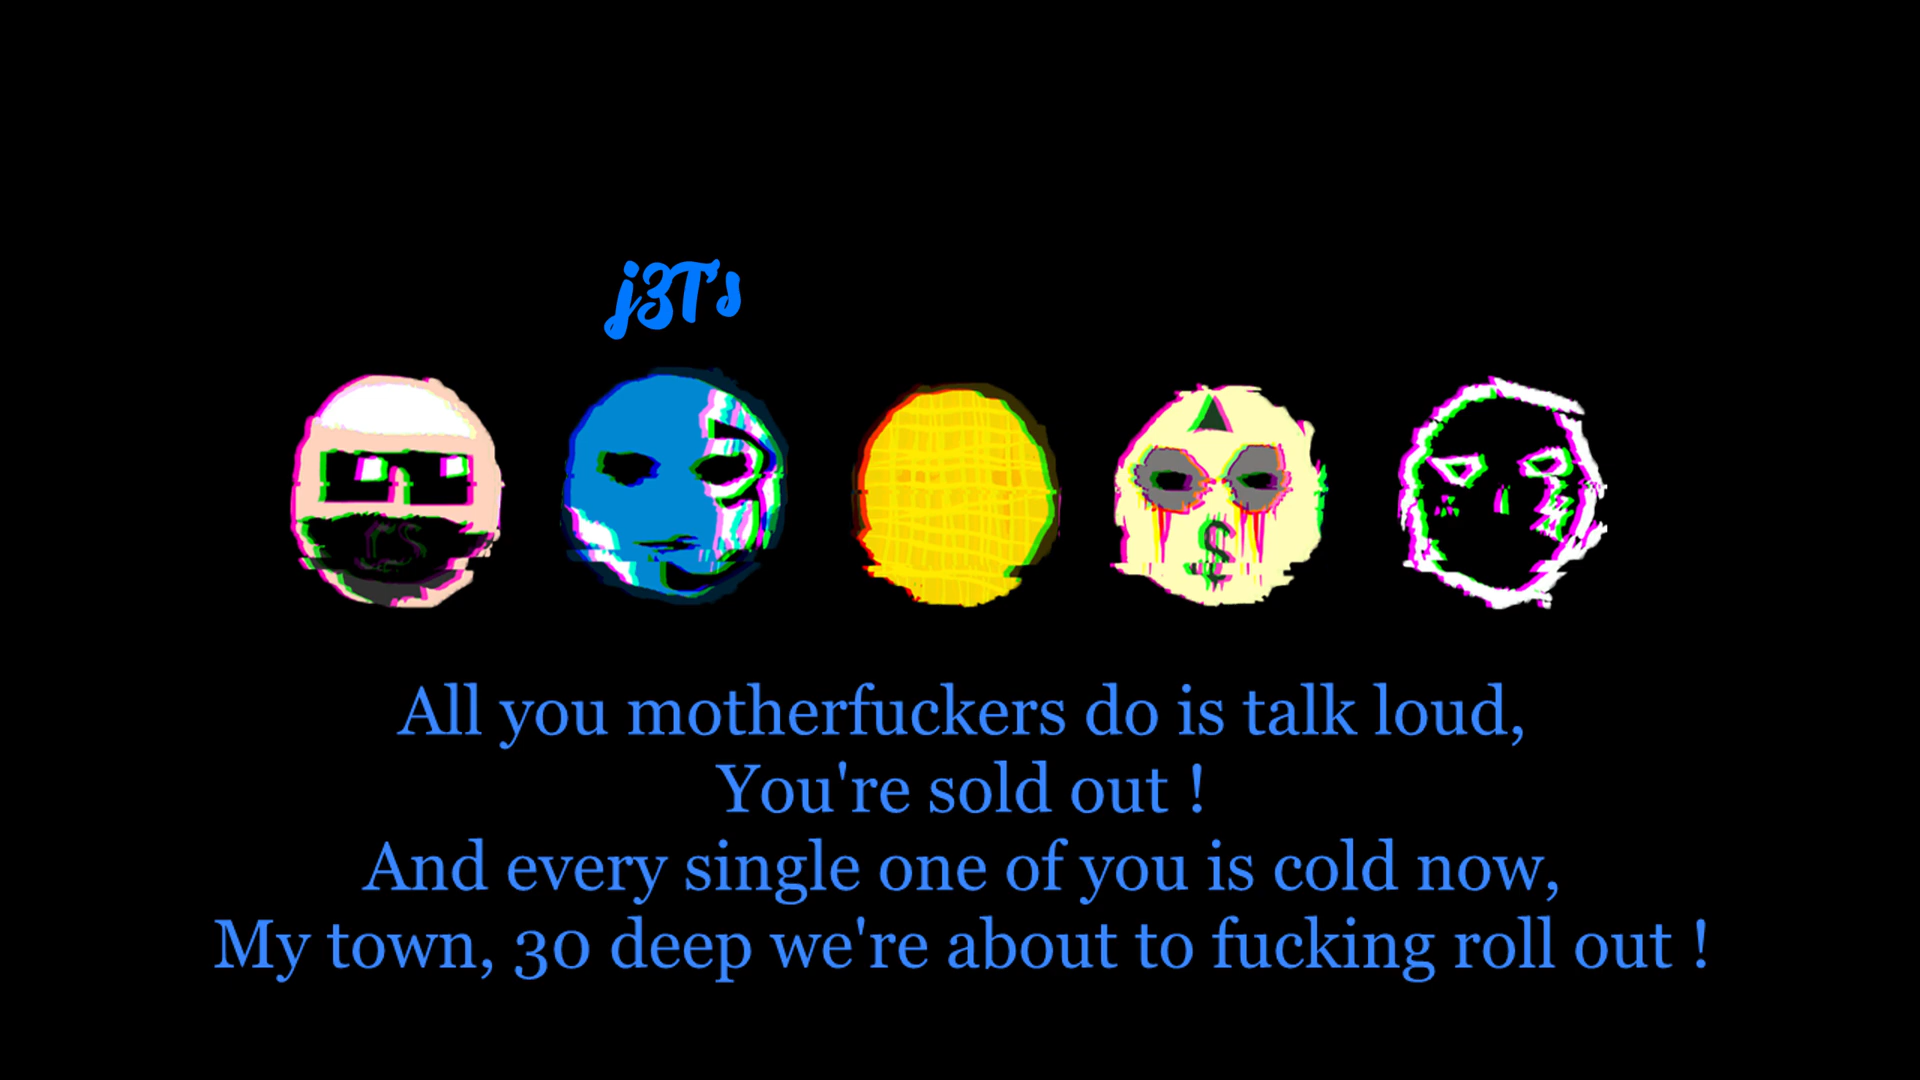 j3T's
$
All you motherfuckers do is talk loud,
You're sold out !
And every single one of you is cold now,
My town, 30 deep we're about to fucking roll out !